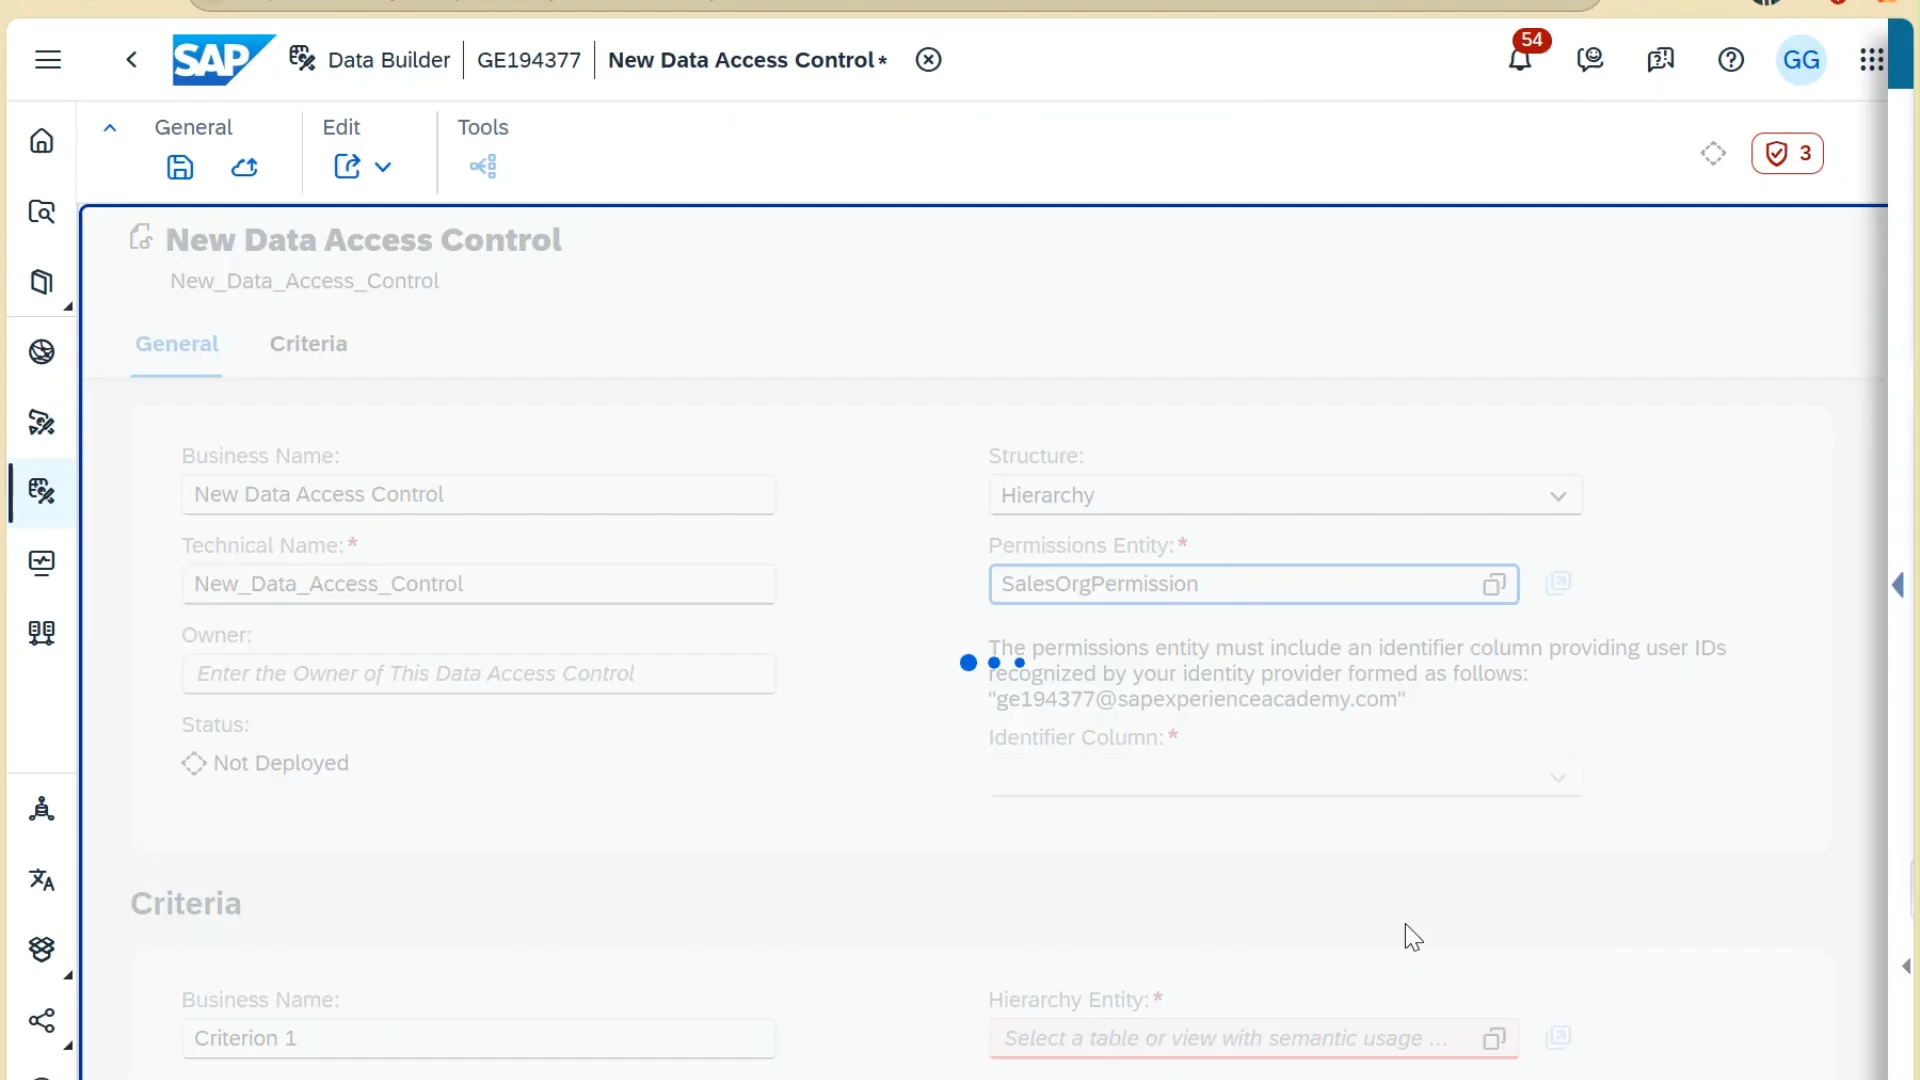 SAP
Data Builder
GE194377
New Data Access Control*
54
GG
General
Edit
Tools
3
New Data Access Control
New_Data_Access_Control
General
Criteria
Business Name:
New Data Access Control
Technical Name:*
New_Data_Access_Control
Owner:
Enter the Owner of This Data Access Control
Status:
Not Deployed
Structure:
Hierarchy
Permissions Entity:*
SalesOrgPermission
The permissions entity must include an identifier column providing user IDs
recognized by your identity provider formed as follows:
"ge194377@sapexperienceacademy.com"
Identifier Column:*
Criteria
Business Name:
Criterion 1
Hierarchy Entity:*
Select a table or view with semantic usage ...